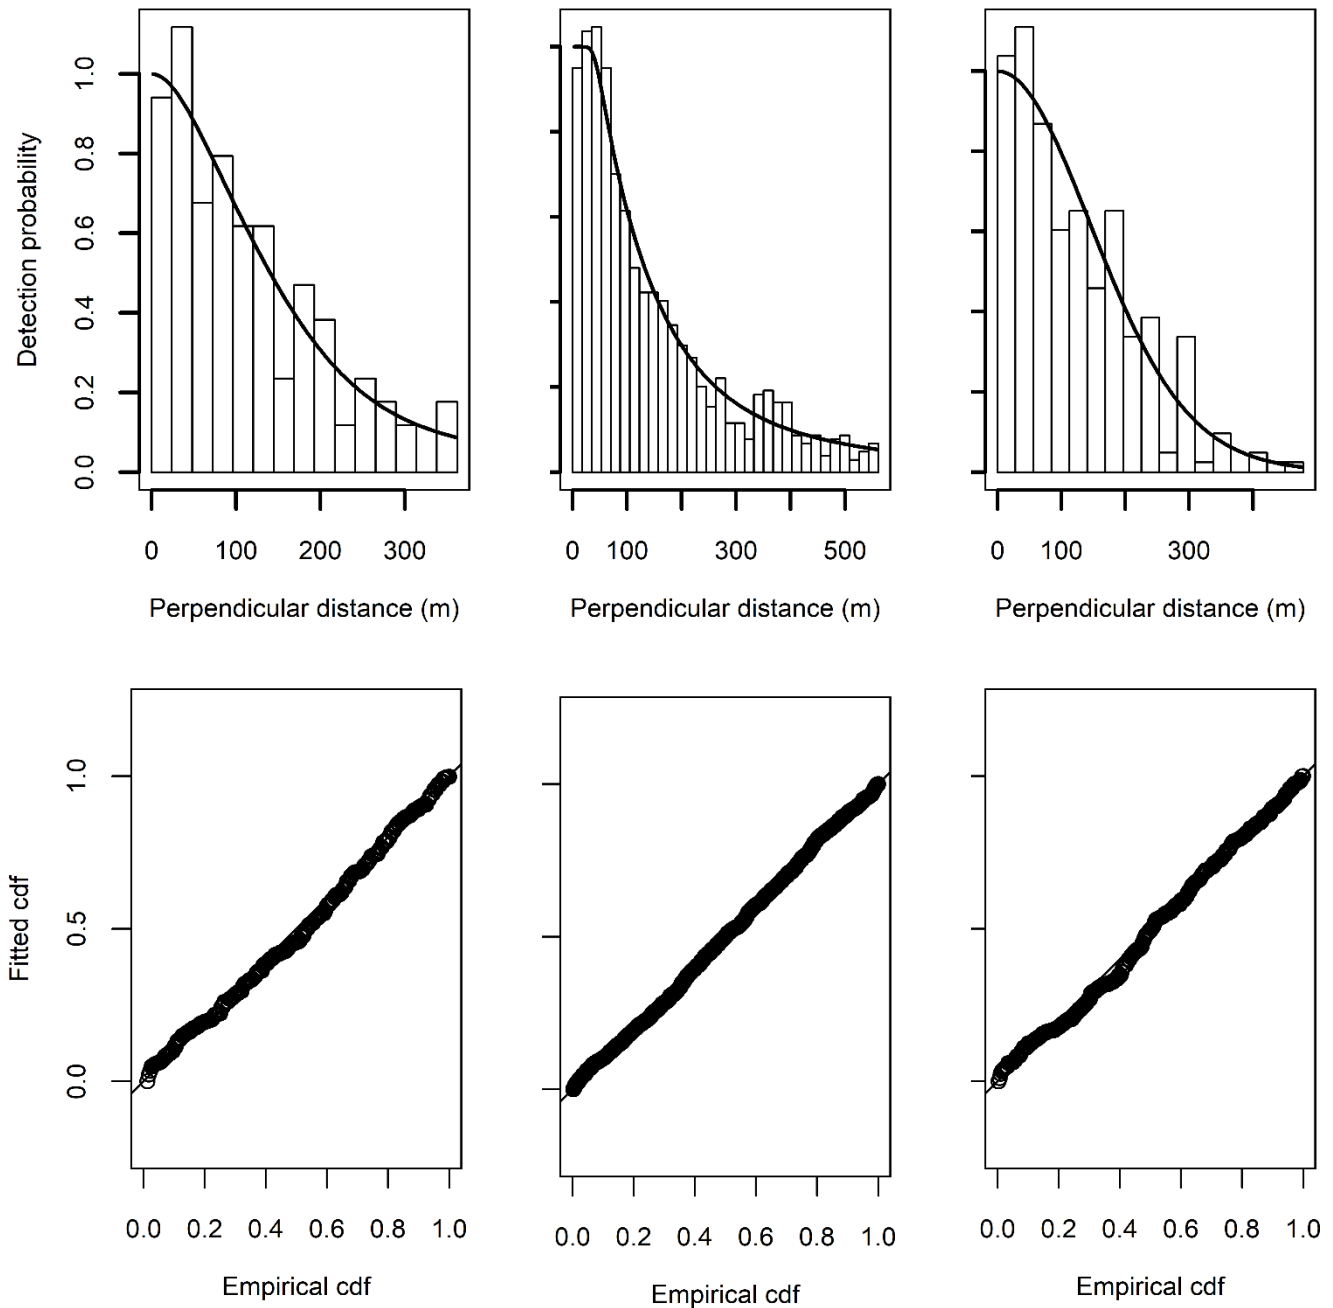 Detection probability
1.0
0.8
0.6
0.4
0.2
0.0
0 100 200 300
0 100 300 500
0 100 300
Perpendicular distance (m)
Perpendicular distance (m)
Perpendicular distance (m)
Fitted cdf
1.0
0.5
0.0
0.0 0.2 0.4 0.6 0.8 1.0
0.0 0.2 0.4 0.6 0.8 1.0
0.0 0.2 0.4 0.6 0.8 1.0
Empirical cdf
Empirical cdf
Empirical cdf